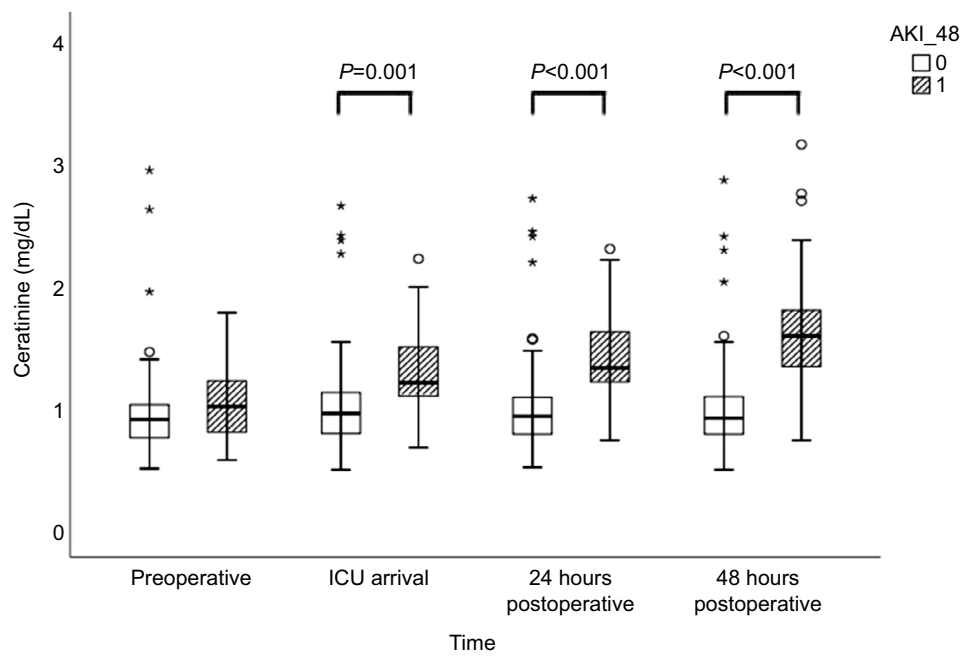 AKI_48
0
1
P=0.001
P<0.001
P<0.001
4
3
2
1
0
Ceratinine (mg/dL)
Preoperative
ICU arrival
24 hours
postoperative
48 hours
postoperative
Time